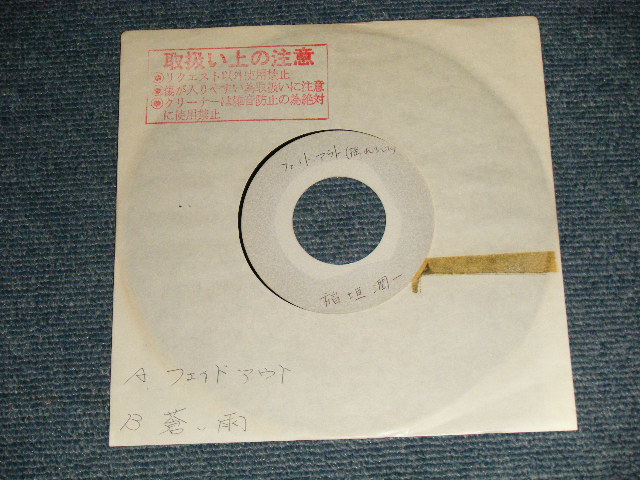 取扱い上の注意
◉リクエスト以外使用禁止
◉傷が入りやすい為取扱いに注意
◉クリーナーは雑音防止の為絶対
に使用禁止
フェイド・アウト
稲垣潤一
A. フェイド・アウト
B 蒼い雨